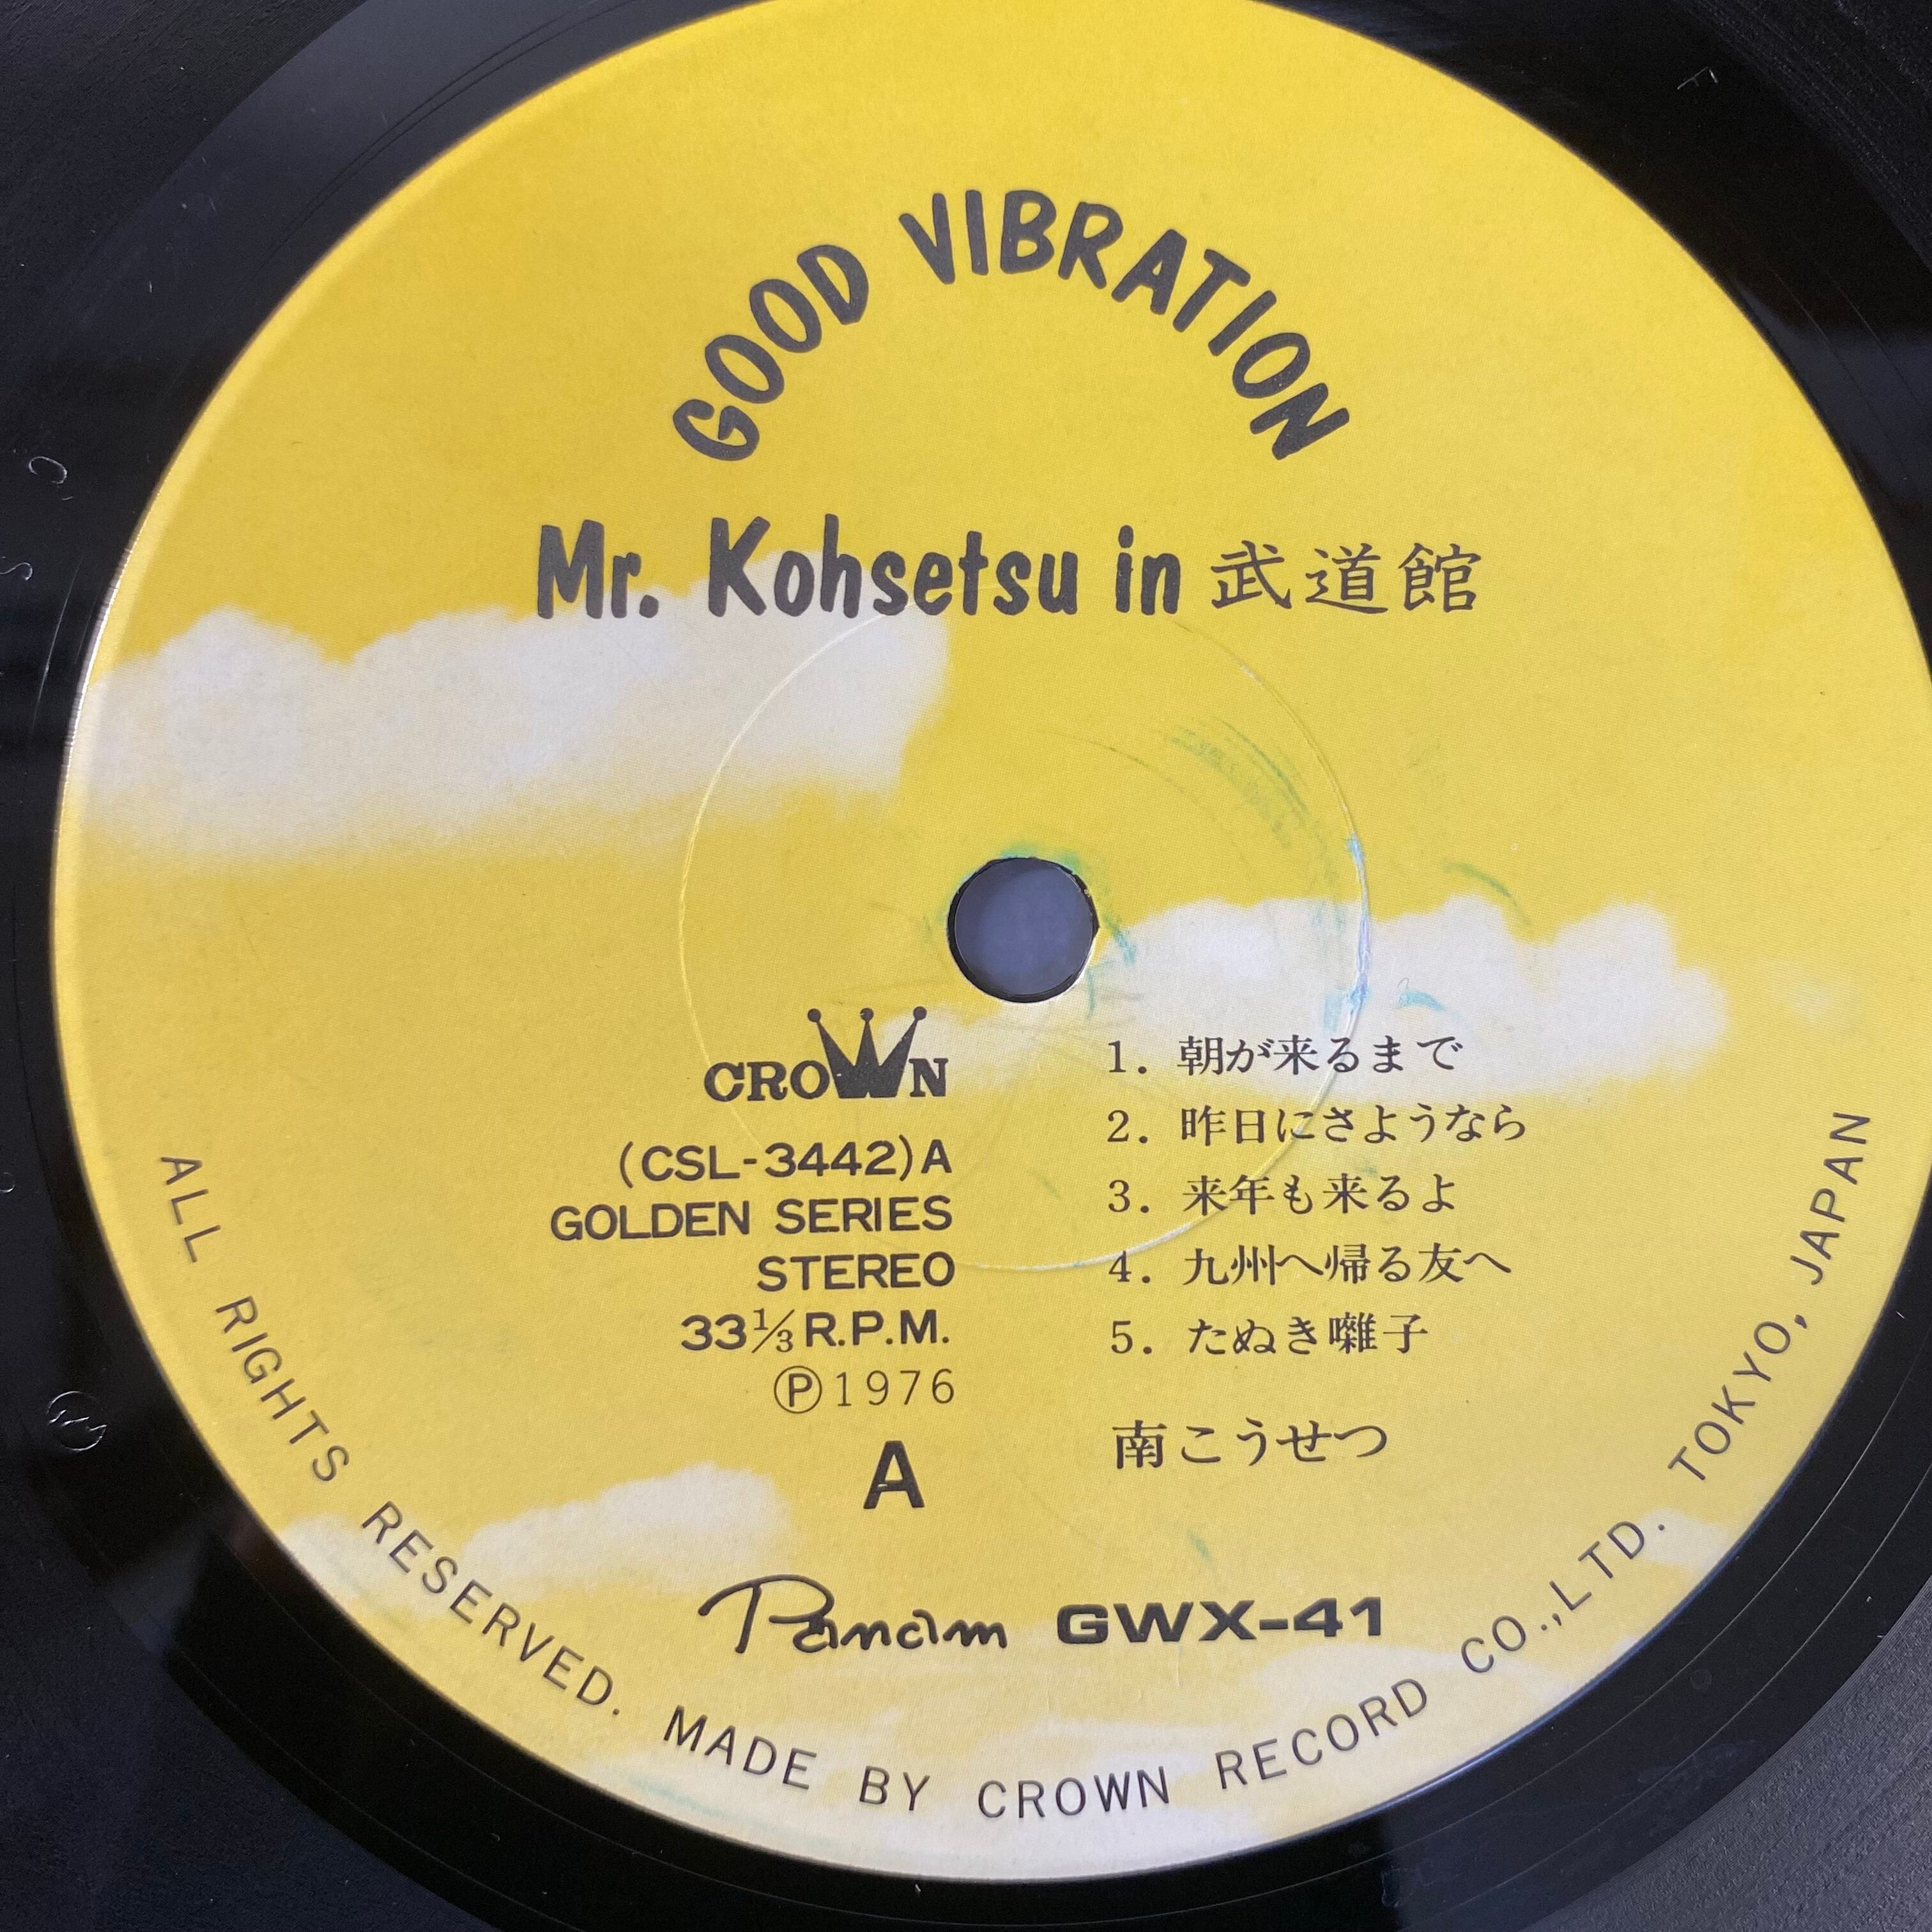 GOOD VIBRATION
Mr. Kohsetsu in 武道館
CROWN
(CSL-3442)A
GOLDEN SERIES
STEREO
33⅓ R.P.M.
Ⓟ1976
A
1. 朝が来るまで
2. 昨日にさようなら
3. 来年も来るよ
4. 九州へ帰る友へ
5. たぬき囃子
南こうせつ
Panam GWX-41
ALL RIGHTS RESERVED. MADE BY CROWN RECORD CO.,LTD. TOKYO, JAPAN